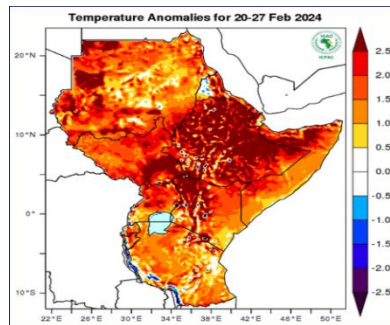 Temperature Anomalies for 20-27 Feb 2024
IGAD
ICPAC
20°N
10°N
0°
10°S
22°E 26°E 30°E 34°E 38°E 42°E 46°E 50°E
2.5
2.0
1.5
1.0
0.5
0.0
-0.5
-1.0
-1.5
-2.0
-2.5